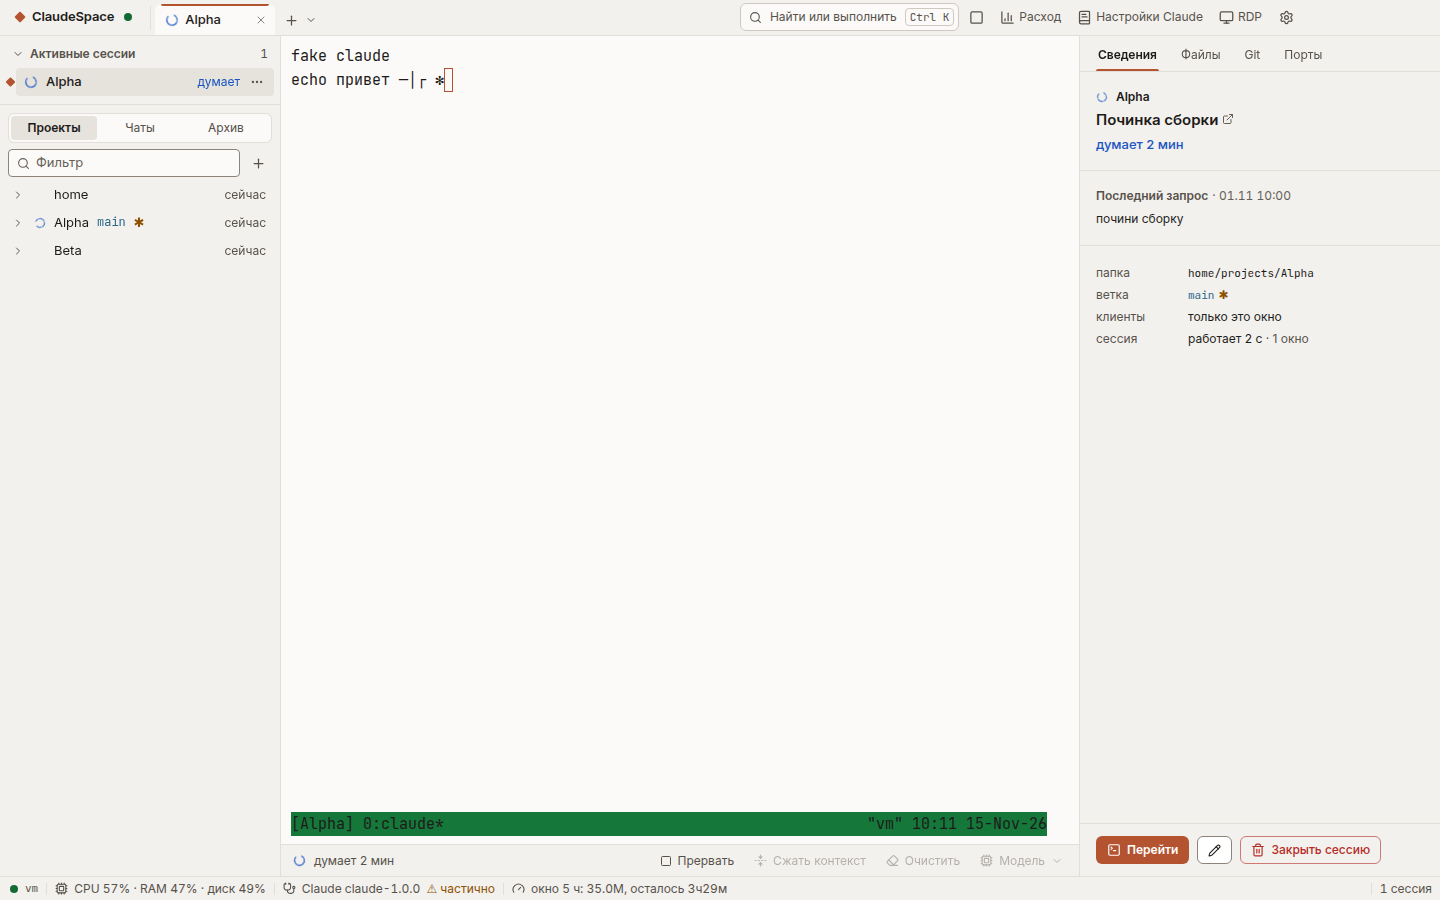 ClaudeSpace
Alpha
Найти или выполнить Ctrl K
Расход
Настройки Claude
RDP
Активные сессии 1
Alpha думает
Проекты Чаты Архив
Фильтр
home сейчас
Alpha main ✱ сейчас
Beta сейчас
fake claude
echo привет ─│┌ ✻
[Alpha] 0:claude* "vm" 10:11 15-Nov-26
думает 2 мин Прервать Сжать контекст Очистить Модель
Сведения Файлы Git Порты
Alpha
Починка сборки
думает 2 мин
Последний запрос · 01.11 10:00
почини сборку
папка home/projects/Alpha
ветка main ✱
клиенты только это окно
сессия работает 2 с · 1 окно
Перейти Закрыть сессию
vm CPU 57% · RAM 47% · диск 49% Claude claude-1.0.0 ⚠ частично окно 5 ч: 35.0M, осталось 3ч29м 1 сессия